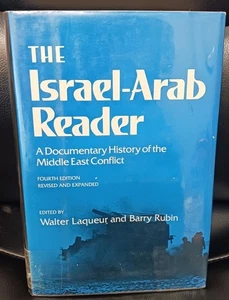 THE
Israel-Arab
Reader
A Documentary History of the
Middle East Conflict
FOURTH EDITION
REVISED AND EXPANDED
EDITED BY
Walter Laqueur and Barry Rubin